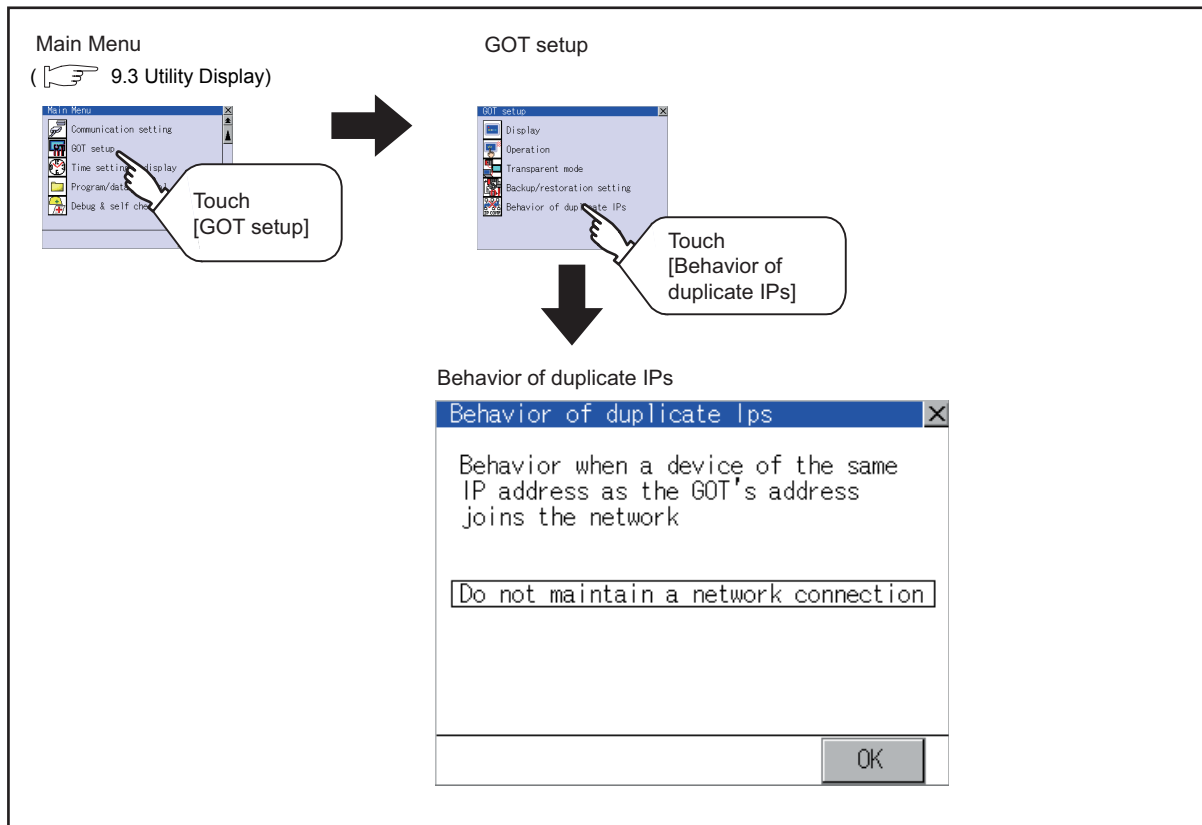 Main Menu
( 9.3 Utility Display)
Main Menu
Communication setting
GOT setup
Time setting display
Program/data
Debug & self che
Touch
[GOT setup]
GOT setup
GOT setup
Display
Operation
Transparent mode
Backup/restoration setting
Behavior of duplicate IPs
Touch
[Behavior of
duplicate IPs]
Behavior of duplicate IPs
Behavior of duplicate Ips
Behavior when a device of the same
IP address as the GOT's address
joins the network
Do not maintain a network connection
OK